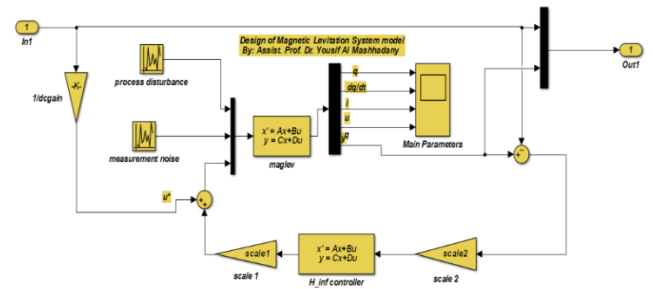 1
In1
Design of Magnetic Levitation System model
By: Assist. Prof. Dr. Yousif Al Mashhadany
1
Out1
-K-
1/dcgain
process disturbance
q
dq/dt
i
u
y
Main Parameters
x' = Ax+Bu
y = Cx+Du
maglev
measurement noise
u*
scale1
scale 1
x' = Ax+Bu
y = Cx+Du
H_inf controller
scale2
scale 2